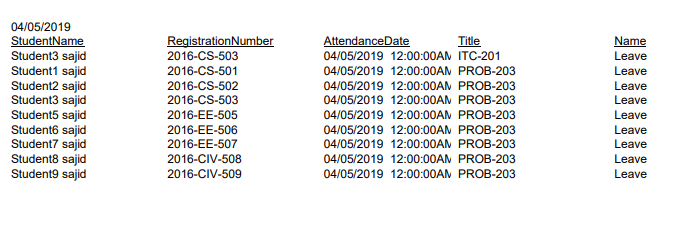 04/05/2019
StudentName RegistrationNumber AttendanceDate Title Name
Student3 sajid 2016-CS-503 04/05/2019 12:00:00AM ITC-201 Leave
Student1 sajid 2016-CS-501 04/05/2019 12:00:00AM PROB-203 Leave
Student2 sajid 2016-CS-502 04/05/2019 12:00:00AM PROB-203 Leave
Student3 sajid 2016-CS-503 04/05/2019 12:00:00AM PROB-203 Leave
Student5 sajid 2016-EE-505 04/05/2019 12:00:00AM PROB-203 Leave
Student6 sajid 2016-EE-506 04/05/2019 12:00:00AM PROB-203 Leave
Student7 sajid 2016-EE-507 04/05/2019 12:00:00AM PROB-203 Leave
Student8 sajid 2016-CIV-508 04/05/2019 12:00:00AM PROB-203 Leave
Student9 sajid 2016-CIV-509 04/05/2019 12:00:00AM PROB-203 Leave